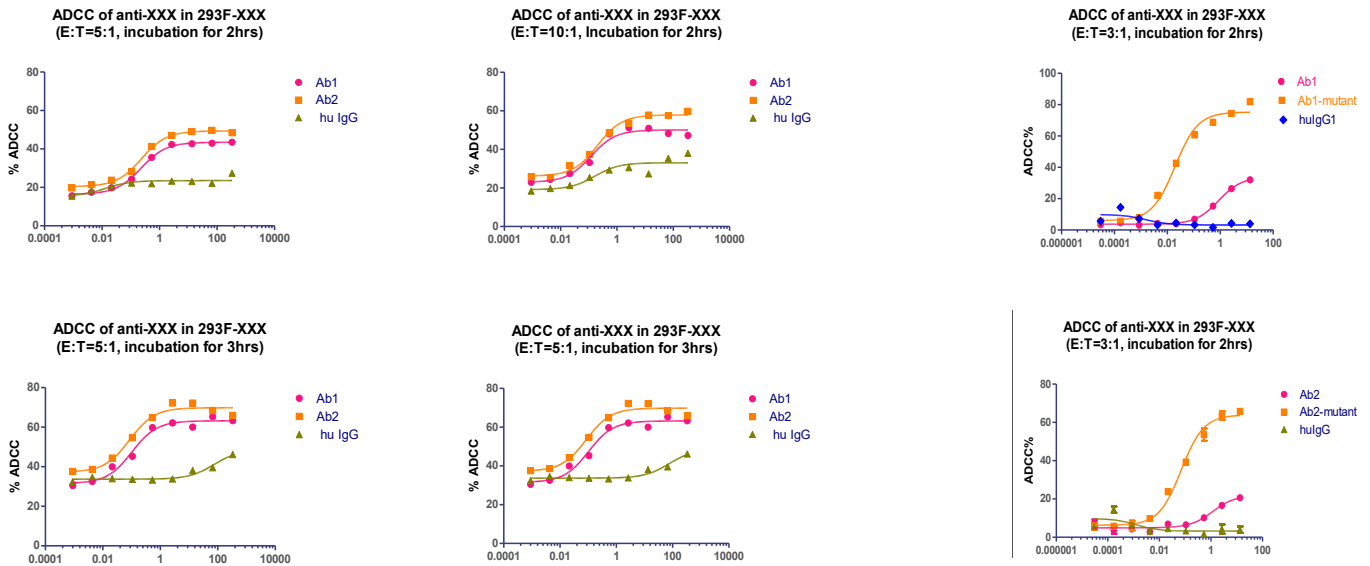 ADCC of anti-XXX in 293F-XXX
(E:T=5:1, incubation for 2hrs)
% ADCC
80
60
40
20
0
0.0001
0.01
1
100
10000
Ab1
Ab2
hu IgG
ADCC of anti-XXX in 293F-XXX
(E:T=10:1, Incubation for 2hrs)
% ADCC
80
60
40
20
0
0.0001
0.01
1
100
10000
Ab1
Ab2
hu IgG
ADCC of anti-XXX in 293F-XXX
(E:T=3:1, incubation for 2hrs)
ADCC%
100
80
60
40
20
0
0.000001
0.0001
0.01
1
100
Ab1
Ab1-mutant
huIgG1
ADCC of anti-XXX in 293F-XXX
(E:T=5:1, incubation for 3hrs)
% ADCC
80
60
40
20
0
0.0001
0.01
1
100
10000
Ab1
Ab2
hu IgG
ADCC of anti-XXX in 293F-XXX
(E:T=5:1, incubation for 3hrs)
% ADCC
80
60
40
20
0
0.0001
0.01
1
100
10000
Ab1
Ab2
hu IgG
ADCC of anti-XXX in 293F-XXX
(E:T=3:1, incubation for 2hrs)
ADCC%
80
60
40
20
0
0.000001
0.0001
0.01
1
100
Ab2
Ab2-mutant
huIgG